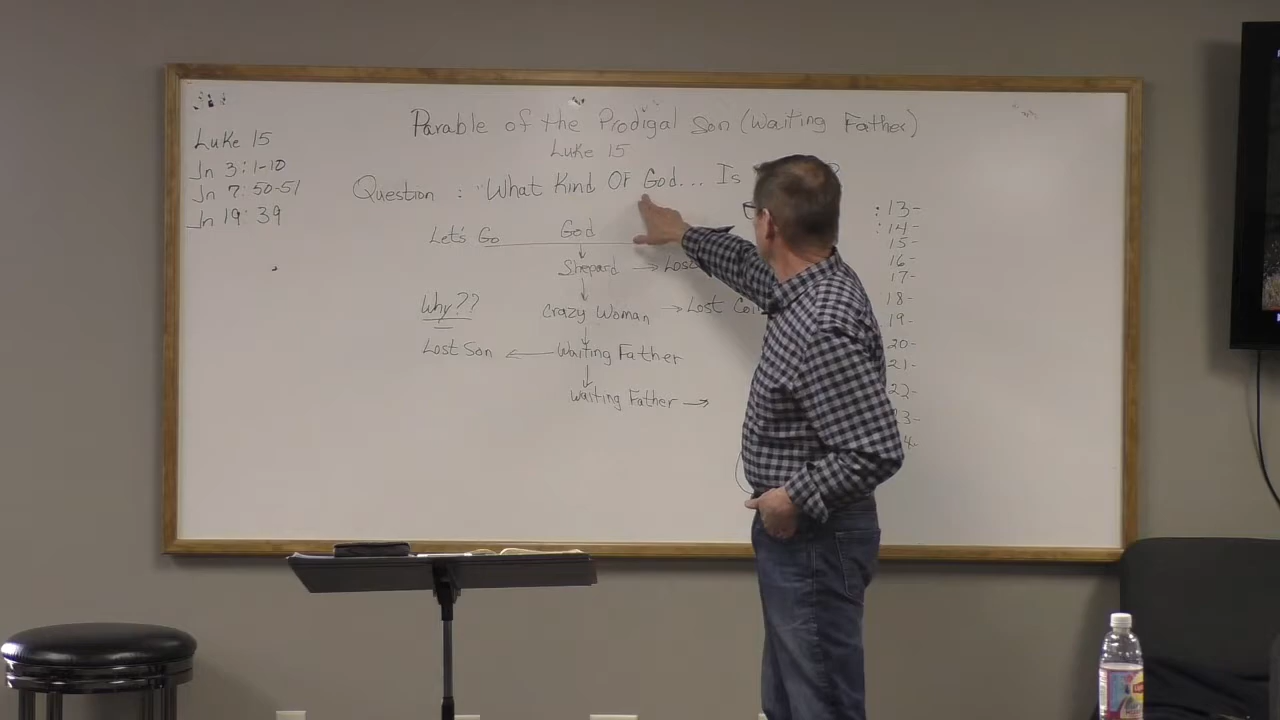 Parable of the Prodigal Son (Waiting Father)
Luke 15
Question : "What Kind Of God... Is
Luke 15
Jn 3:1-10
Jn 7:50-51
Jn 19:39
Let's Go God
Shepard → Lost
Why?? Crazy Woman → Lost
Lost Son ← Waiting Father
Waiting Father →
:13-
:14-
15-
16-
17-
18-
19-
20-
21-
22-